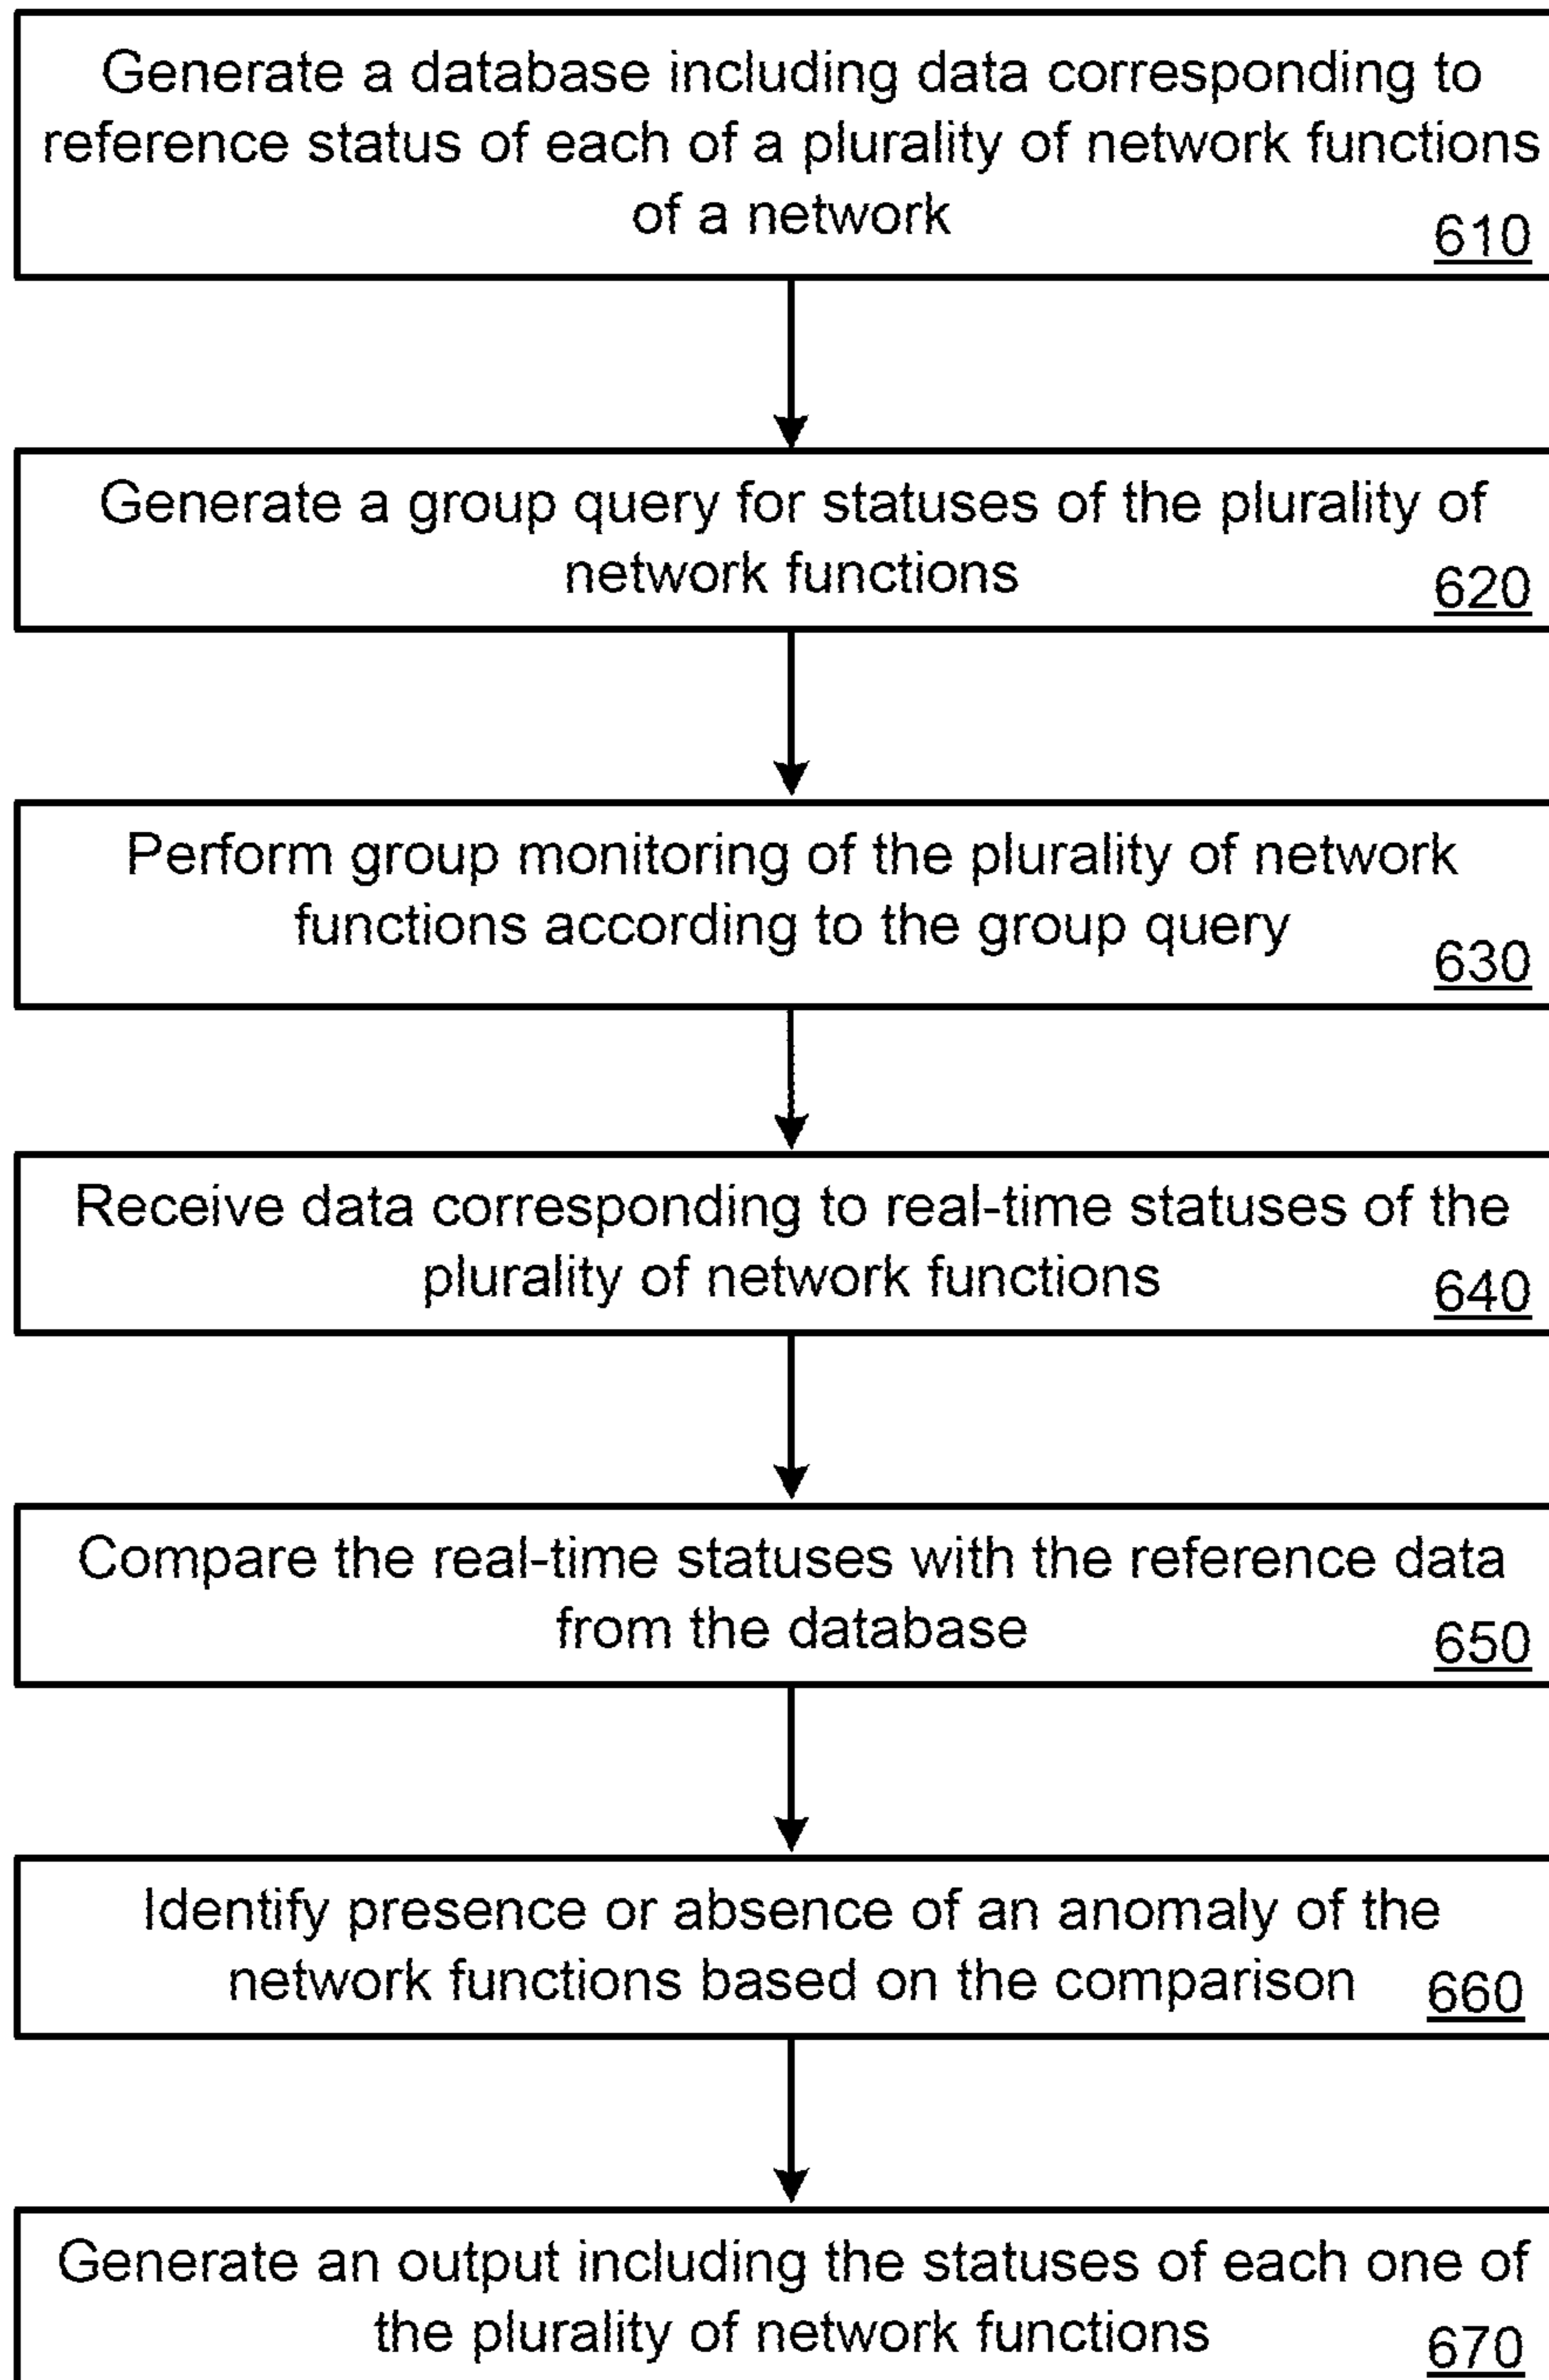 Generate a database including data corresponding to
reference status of each of a plurality of network functions
of a network
610
Generate a group query for statuses of the plurality of
network functions
620
Perform group monitoring of the plurality of network
functions according to the group query
630
Receive data corresponding to real-time statuses of the
plurality of network functions
640
Compare the real-time statuses with the reference data
from the database
650
Identify presence or absence of an anomaly of the
network functions based on the comparison
660
Generate an output including the statuses of each one of
the plurality of network functions
670